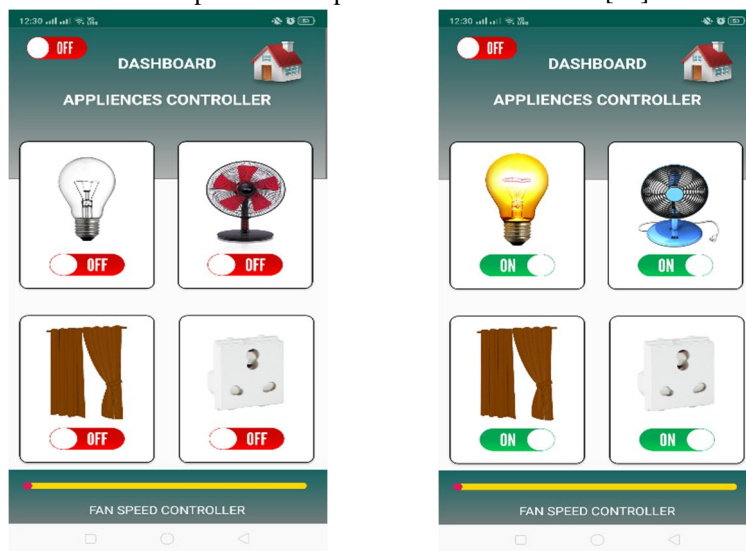 12:30
OFF
DASHBOARD
APPLIENCES CONTROLLER
OFF OFF
OFF OFF
FAN SPEED CONTROLLER
12:30
OFF
DASHBOARD
APPLIENCES CONTROLLER
ON ON
ON ON
FAN SPEED CONTROLLER